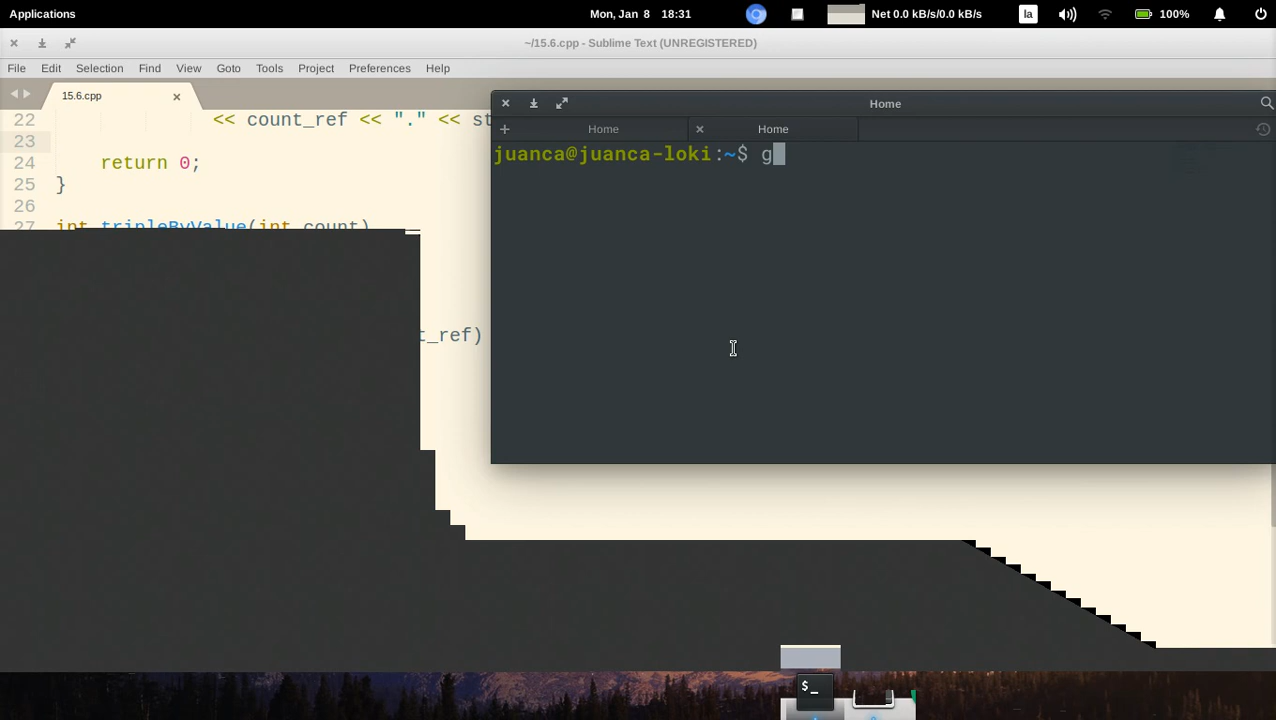 Applications
Mon, Jan 8 18:31
Net 0.0 kB/s/0.0 kB/s
la
100%
~/15.6.cpp - Sublime Text (UNREGISTERED)
File Edit Selection Find View Goto Tools Project Preferences Help
15.6.cpp
22 << count_ref << "." << st
23
24 return 0;
25 }
26
27 int tripleByValue(int count)
t_ref)
Home
Home Home
juanca@juanca-loki:~$ g
$_